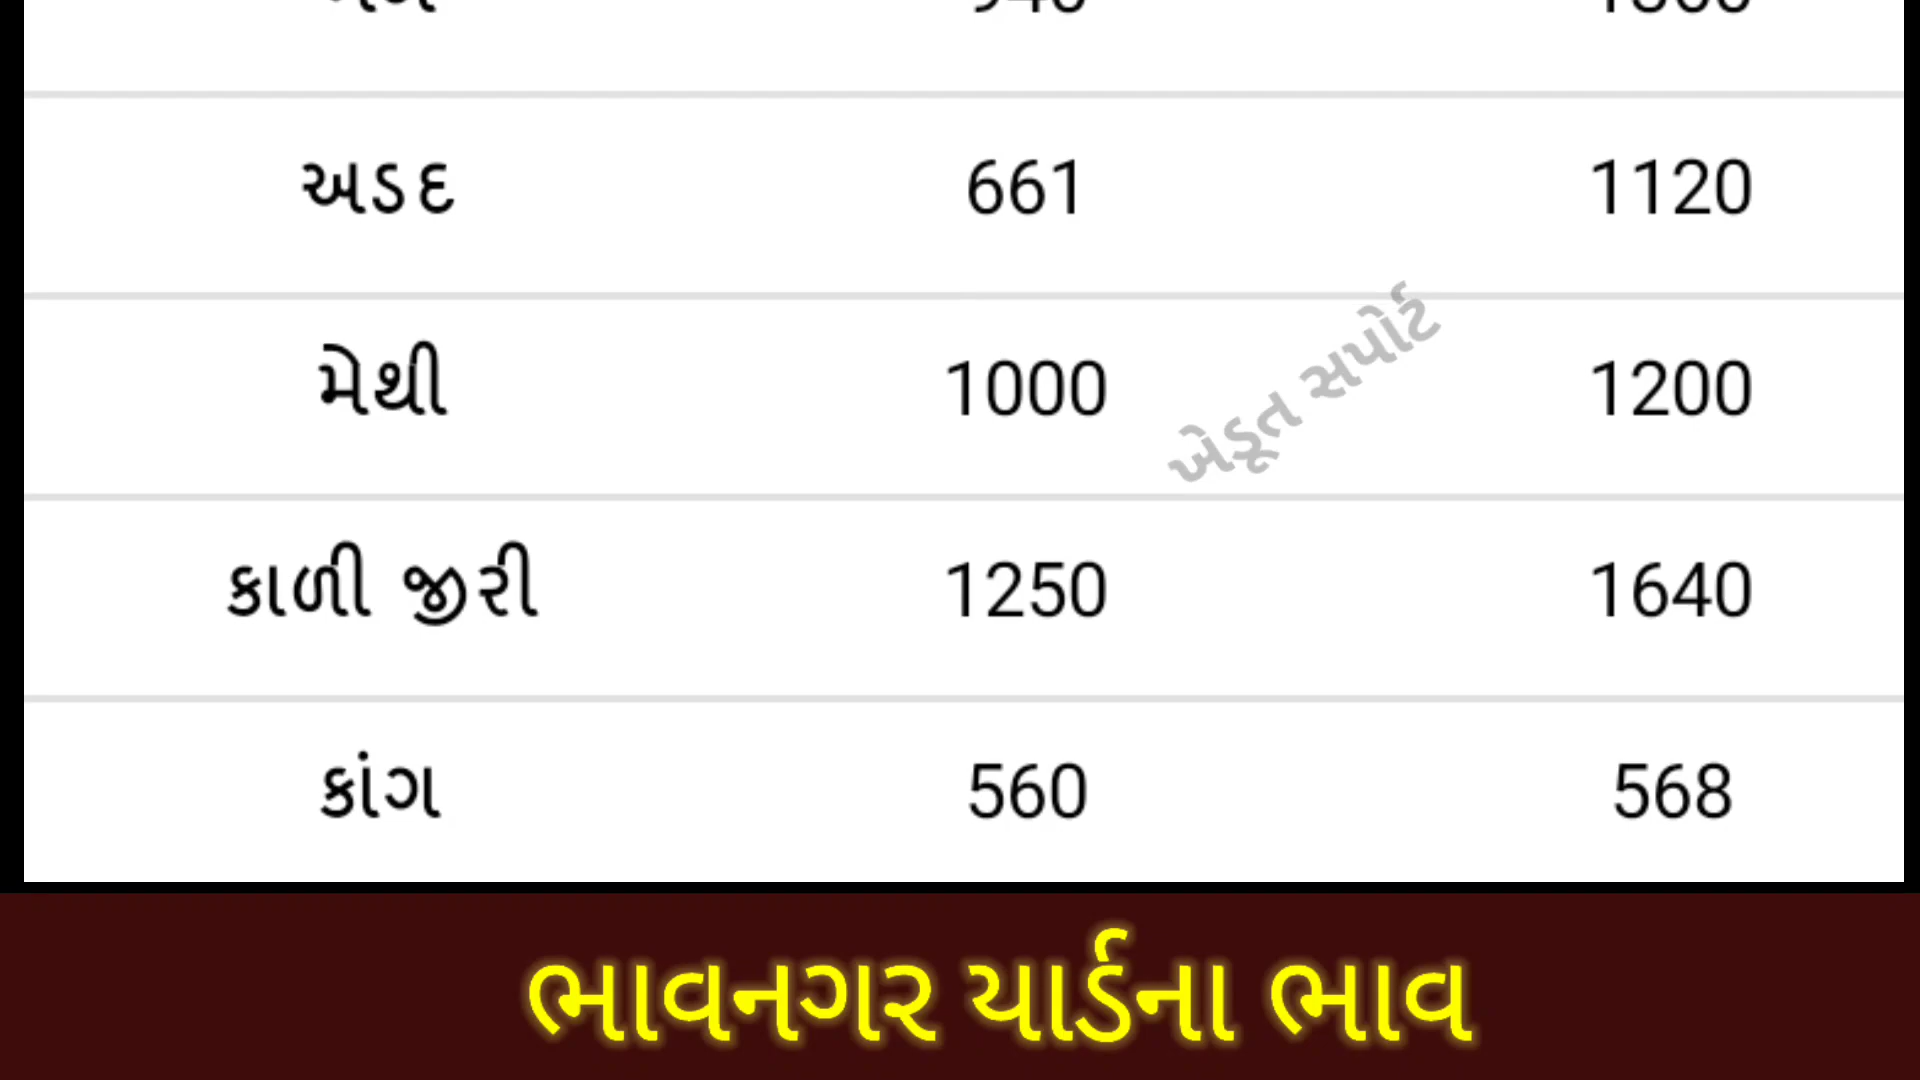 અડદ 661 1120
મેથી 1000 1200
ખેડૂત સપોર્ટ
કાળી જીરી 1250 1640
કાંગ 560 568
ભાવનગર યાર્ડના ભાવ